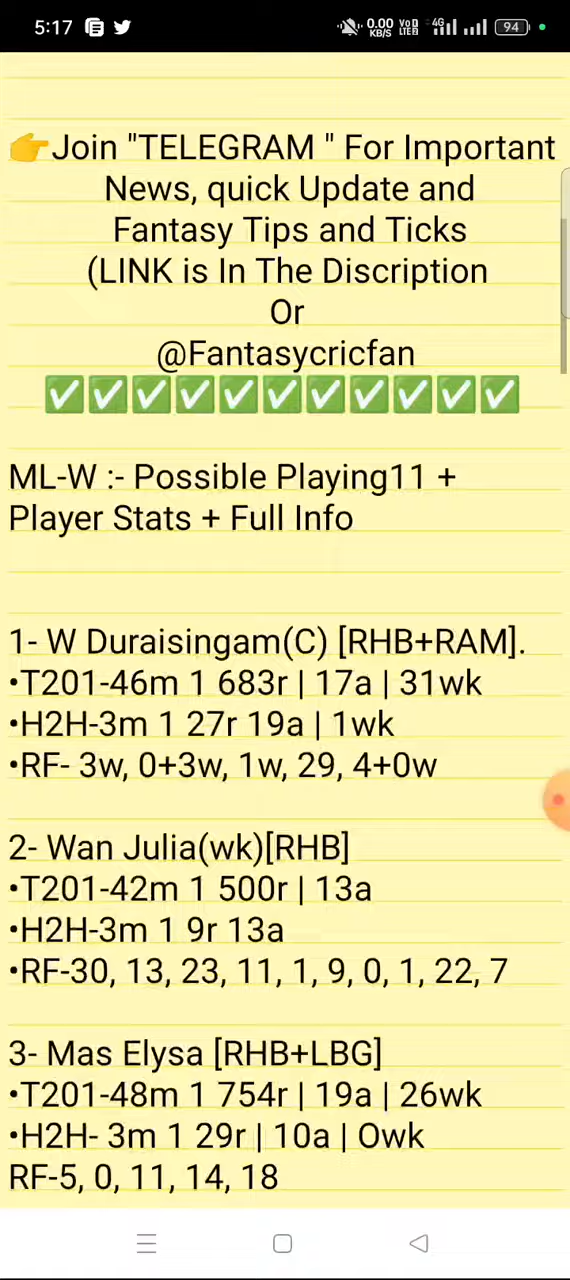 5:17 0.00 KB/S VoD LTE2 4G 94
👉Join "TELEGRAM " For Important
News, quick Update and
Fantasy Tips and Ticks
(LINK is In The Discription
Or
@Fantasycricfan
✅✅✅✅✅✅✅✅✅✅✅
ML-W :- Possible Playing11 +
Player Stats + Full Info
1- W Duraisingam(C) [RHB+RAM].
•T201-46m 1 683r | 17a | 31wk
•H2H-3m 1 27r 19a | 1wk
•RF- 3w, 0+3w, 1w, 29, 4+0w
2- Wan Julia(wk)[RHB]
•T201-42m 1 500r | 13a
•H2H-3m 1 9r 13a
•RF-30, 13, 23, 11, 1, 9, 0, 1, 22, 7
3- Mas Elysa [RHB+LBG]
•T201-48m 1 754r | 19a | 26wk
•H2H- 3m 1 29r | 10a | Owk
RF-5, 0, 11, 14, 18